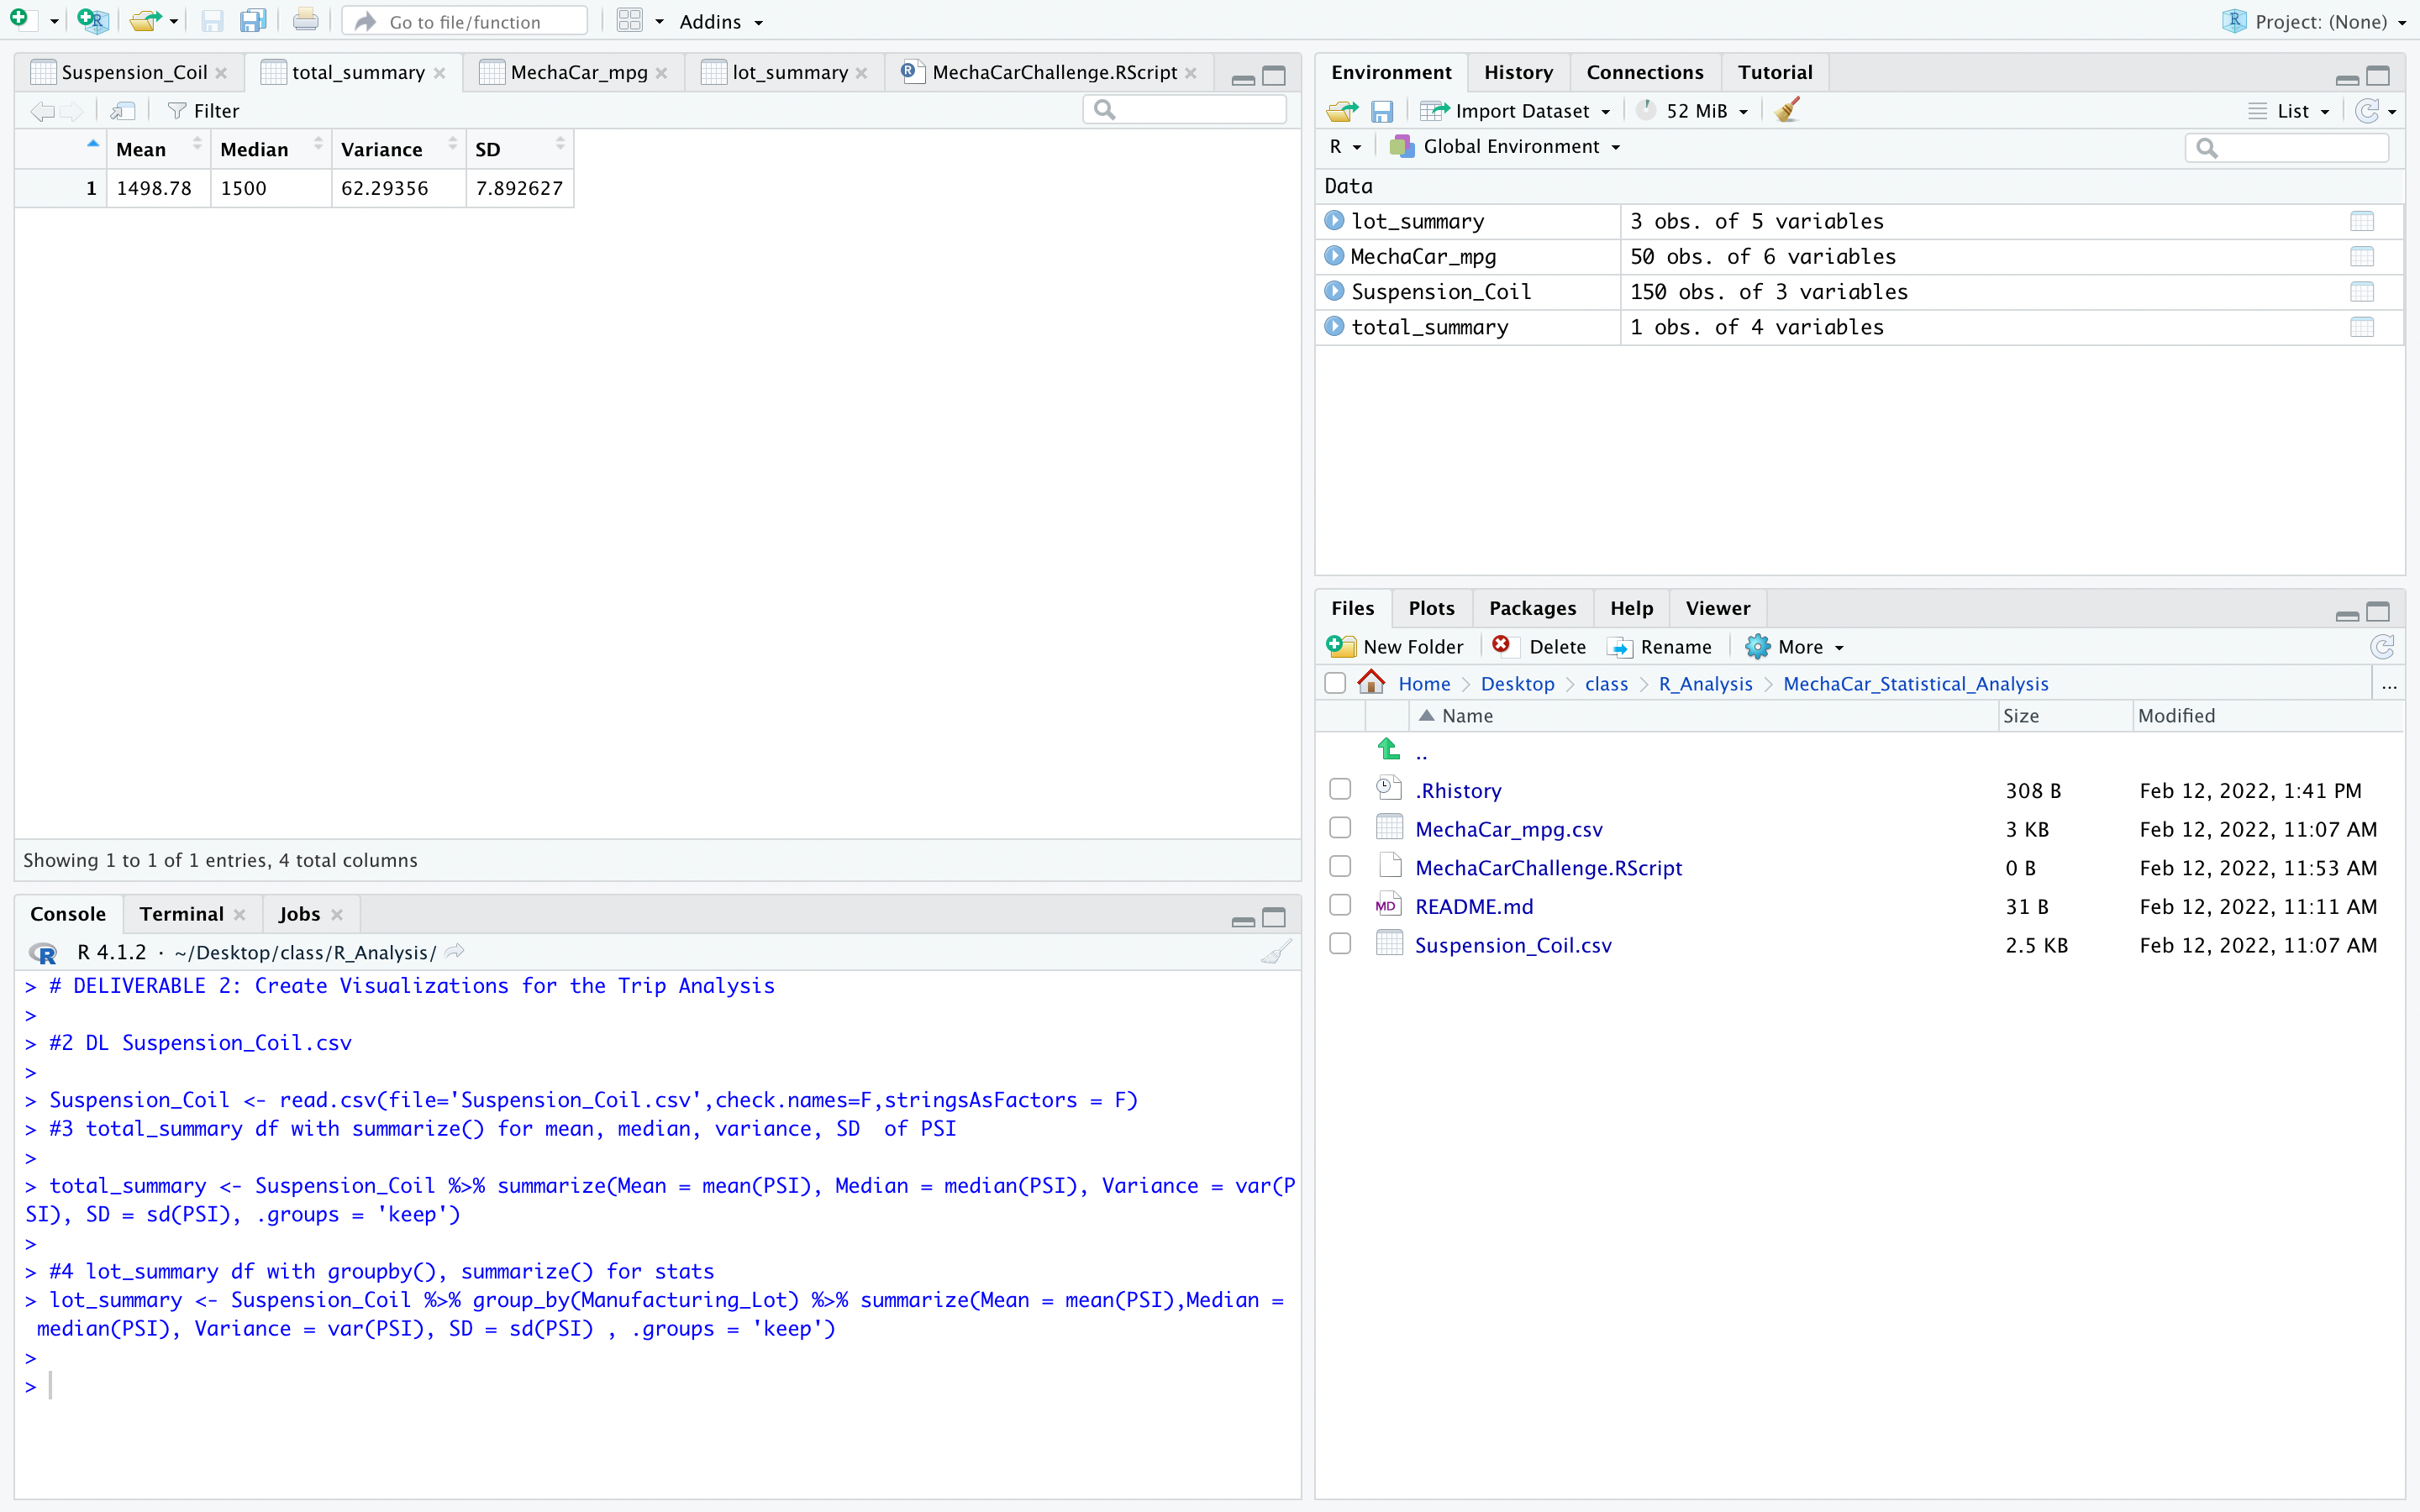 Go to file/function
Addins
Project: (None)
Suspension_Coil
total_summary
MechaCar_mpg
lot_summary
MechaCarChallenge.RScript
Filter
Mean Median Variance SD
1 1498.78 1500 62.29356 7.892627
Showing 1 to 1 of 1 entries, 4 total columns
Console Terminal Jobs
R 4.1.2 · ~/Desktop/class/R_Analysis/
> # DELIVERABLE 2: Create Visualizations for the Trip Analysis
>
> #2 DL Suspension_Coil.csv
>
> Suspension_Coil <- read.csv(file='Suspension_Coil.csv',check.names=F,stringsAsFactors = F)
> #3 total_summary df with summarize() for mean, median, variance, SD  of PSI
>
> total_summary <- Suspension_Coil %>% summarize(Mean = mean(PSI), Median = median(PSI), Variance = var(P
SI), SD = sd(PSI), .groups = 'keep')
>
> #4 lot_summary df with groupby(), summarize() for stats
> lot_summary <- Suspension_Coil %>% group_by(Manufacturing_Lot) %>% summarize(Mean = mean(PSI),Median =
 median(PSI), Variance = var(PSI), SD = sd(PSI) , .groups = 'keep')
>
>
Environment History Connections Tutorial
Import Dataset 52 MiB List
R Global Environment
Data
lot_summary 3 obs. of 5 variables
MechaCar_mpg 50 obs. of 6 variables
Suspension_Coil 150 obs. of 3 variables
total_summary 1 obs. of 4 variables
Files Plots Packages Help Viewer
New Folder Delete Rename More
Home Desktop class R_Analysis MechaCar_Statistical_Analysis ...
Name Size Modified
..
.Rhistory 308 B Feb 12, 2022, 1:41 PM
MechaCar_mpg.csv 3 KB Feb 12, 2022, 11:07 AM
MechaCarChallenge.RScript 0 B Feb 12, 2022, 11:53 AM
MD README.md 31 B Feb 12, 2022, 11:11 AM
Suspension_Coil.csv 2.5 KB Feb 12, 2022, 11:07 AM